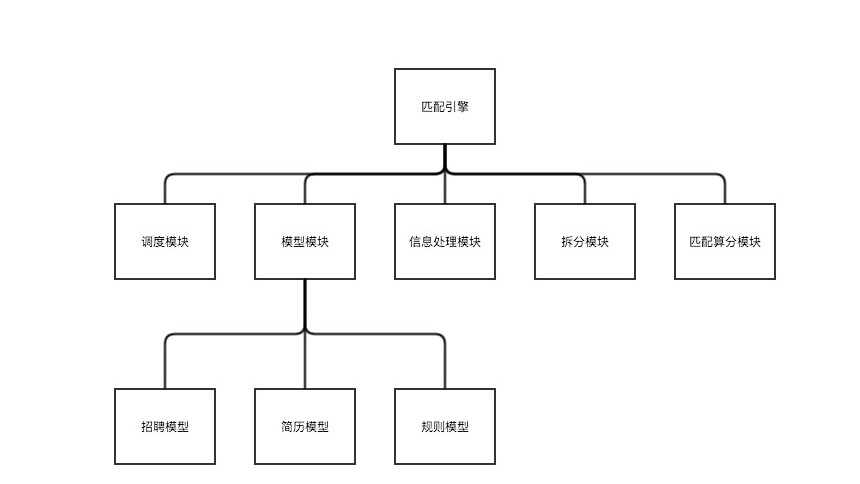 匹配引擎
调度模块
模型模块
信息处理模块
拆分模块
匹配算分模块
招聘模型
简历模型
规则模型